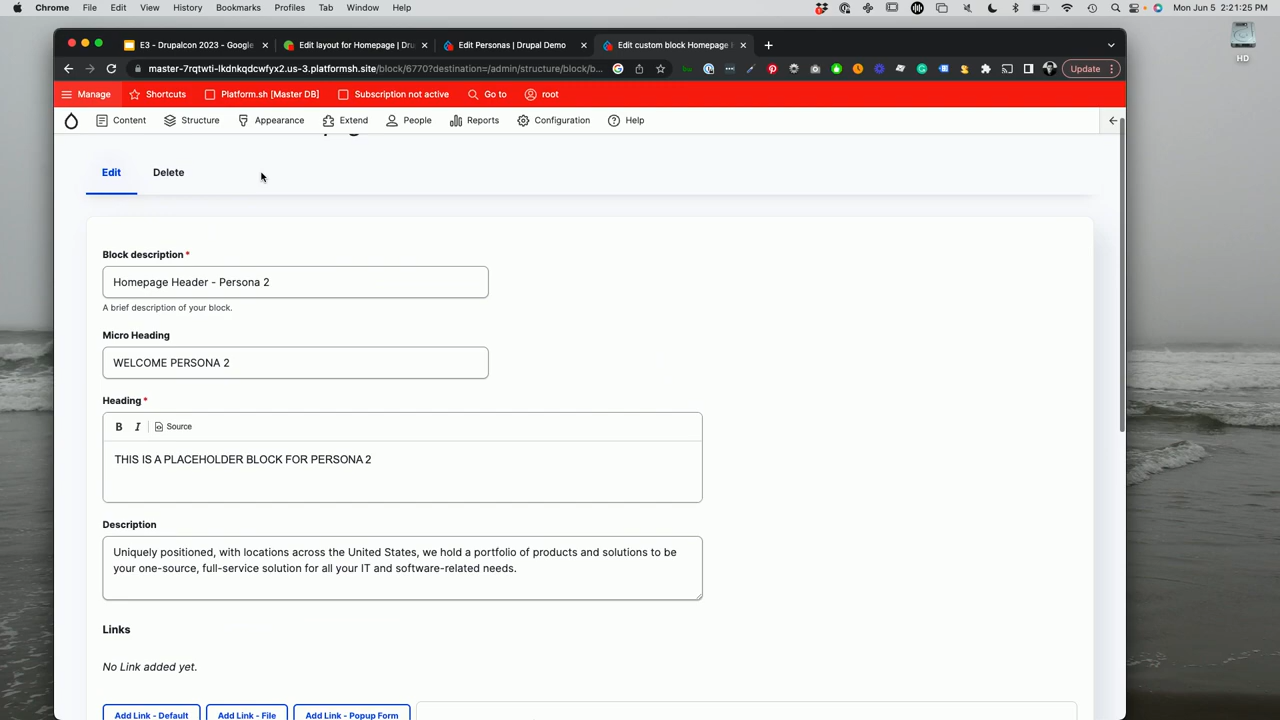 Chrome File Edit View History Bookmarks Profiles Tab Window Help Mon Jun 5 2:21:25 PM
HD
E3 - Drupalcon 2023 - Google Edit layout for Homepage | Dru Edit Personas | Drupal Demo Edit custom block Homepage
master-7rqtwti-lkdnkqdcwfyx2.us-3.platformsh.site/block/6770?destination=/admin/structure/block/b... Update
Manage Shortcuts Platform.sh [Master DB] Subscription not active Go to root
Content Structure Appearance People Reports Configuration Help
Edit Delete
Block description*
Homepage Header - Persona 2
A brief description of your block.
Micro Heading
WELCOME PERSONA 2
Heading*
B I Source
THIS IS A PLACEHOLDER BLOCK FOR PERSONA 2
Description
Uniquely positioned, with locations across the United States, we hold a portfolio of products and solutions to be
your one-source, full-service solution for all your IT and software-related needs.
Links
No Link added yet.
Add Link - Default Add Link - File Add Link - Popup Form